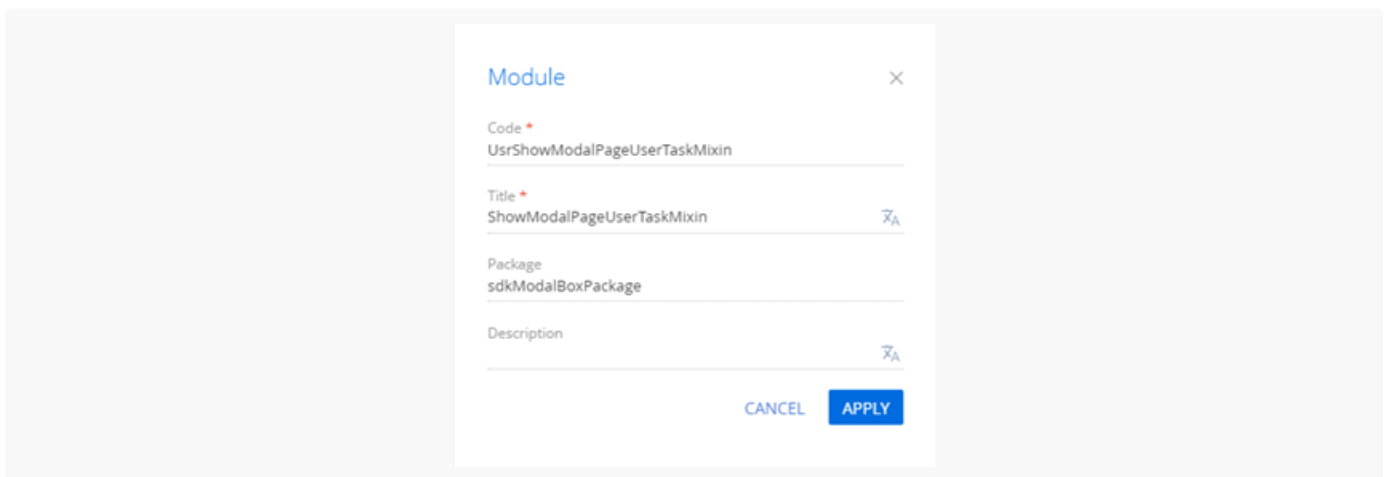 Module
Code *
UsrShowModalPageUserTaskMixin
Title *
ShowModalPageUserTaskMixin
Package
sdkModalBoxPackage
Description
CANCEL APPLY